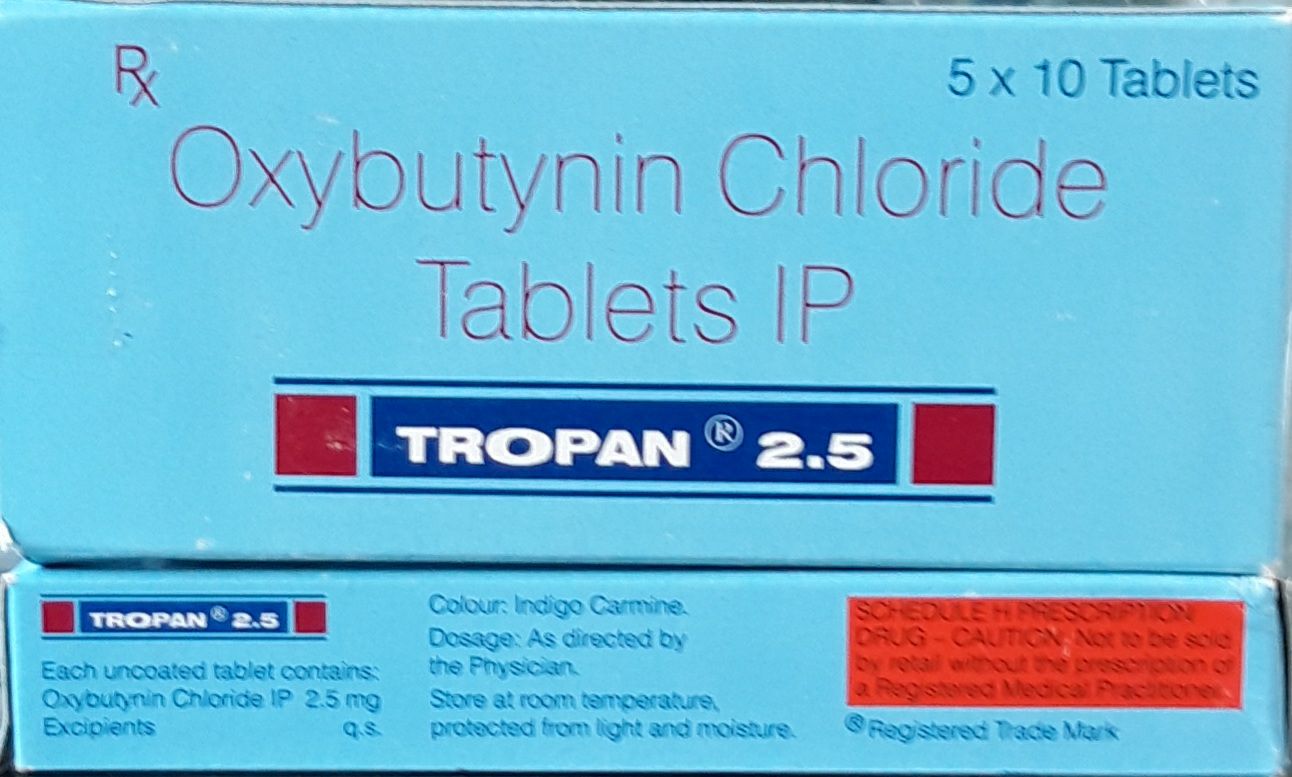 Rx
5 x 10 Tablets
Oxybutynin Chloride
Tablets IP
TROPAN ® 2.5
TROPAN ® 2.5
Each uncoated tablet contains:
Oxybutynin Chloride IP 2.5 mg
Excipients q.s.
Colour: Indigo Carmine.
Dosage: As directed by
the Physician.
Store at room temperature,
protected from light and moisture.
SCHEDULE H PRESCRIPTION
DRUG - CAUTION: Not to be sold
by retail without the prescription of
a Registered Medical Practitioner.
® Registered Trade Mark